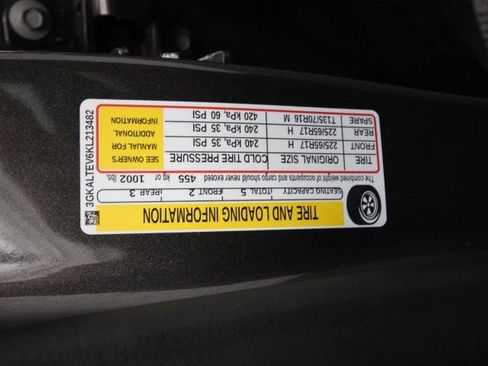 TIRE AND LOADING INFORMATION
SEATING CAPACITY TOTAL 5 FRONT 2 REAR 3
The combined weight of occupants and cargo should never exceed 455 kg or 1002 lbs.
TIRE ORIGINAL SIZE COLD TIRE PRESSURE SEE OWNER'S
FRONT 225/65R17 H 240 kPa, 35 PSI MANUAL FOR
REAR 225/65R17 H 240 kPa, 35 PSI ADDITIONAL
SPARE T135/70R16 M 420 kPa, 60 PSI INFORMATION
3GKALTEV6KL213482